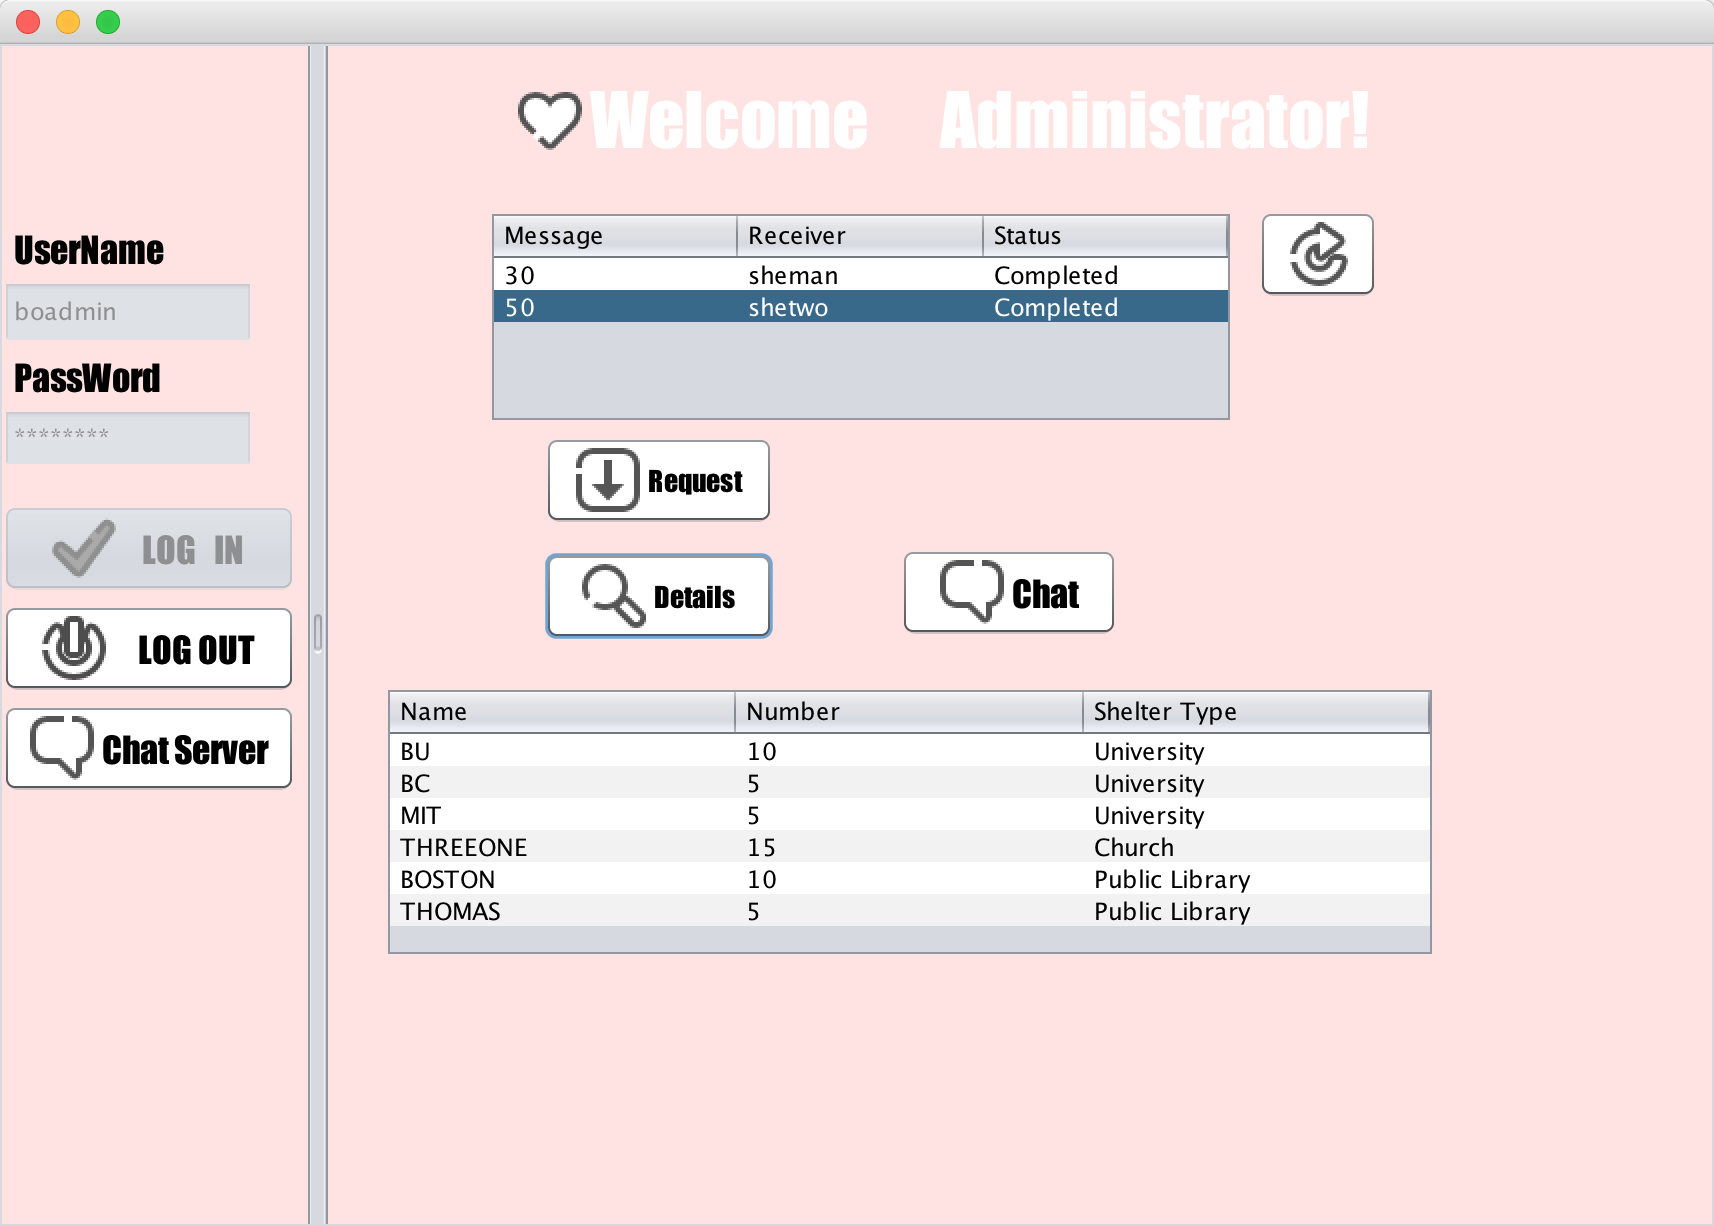 Welcome Administrator!
UserName
boadmin
PassWord
********
LOG IN
LOG OUT
Chat Server
Message Receiver Status
30 sheman Completed
50 shetwo Completed
Request
Details
Chat
Name Number Shelter Type
BU 10 University
BC 5 University
MIT 5 University
THREEONE 15 Church
BOSTON 10 Public Library
THOMAS 5 Public Library